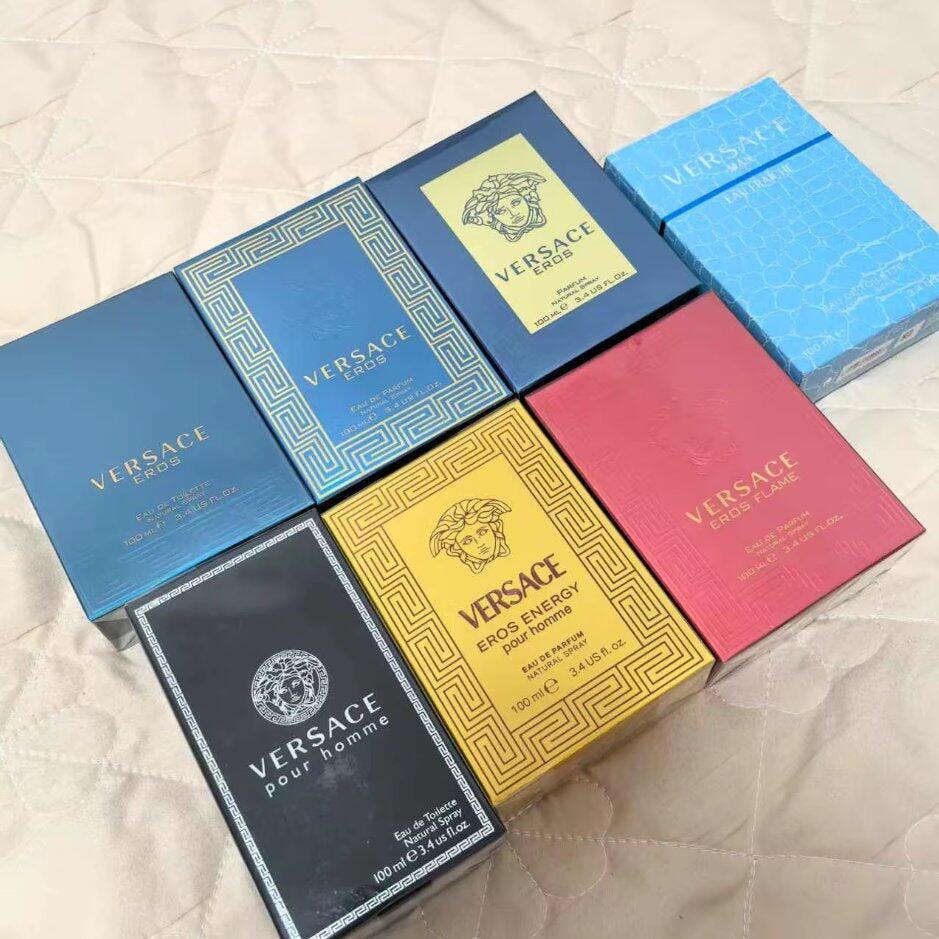 VERSACE
EROS
EAU DE TOILETTE
NATURAL SPRAY
100 ML e 3.4 US FL.OZ.
VERSACE
EROS
EAU DE PARFUM
NATURAL SPRAY
100 ML e 3.4 US FL.OZ.
VERSACE
EROS
PARFUM
NATURAL SPRAY
100 ML e 3.4 US FL.OZ.
VERSACE
MAN
EAU FRAÎCHE
100 ml
VERSACE
pour homme
Eau de Toilette
Natural Spray
100 ml e 3.4 us fl.oz.
VERSACE
EROS ENERGY
pour homme
EAU DE PARFUM
NATURAL SPRAY
100 ml e 3.4 US fl. oz.
VERSACE
EROS FLAME
EAU DE PARFUM
NATURAL SPRAY
100 ML e 3.4 US FL.OZ.